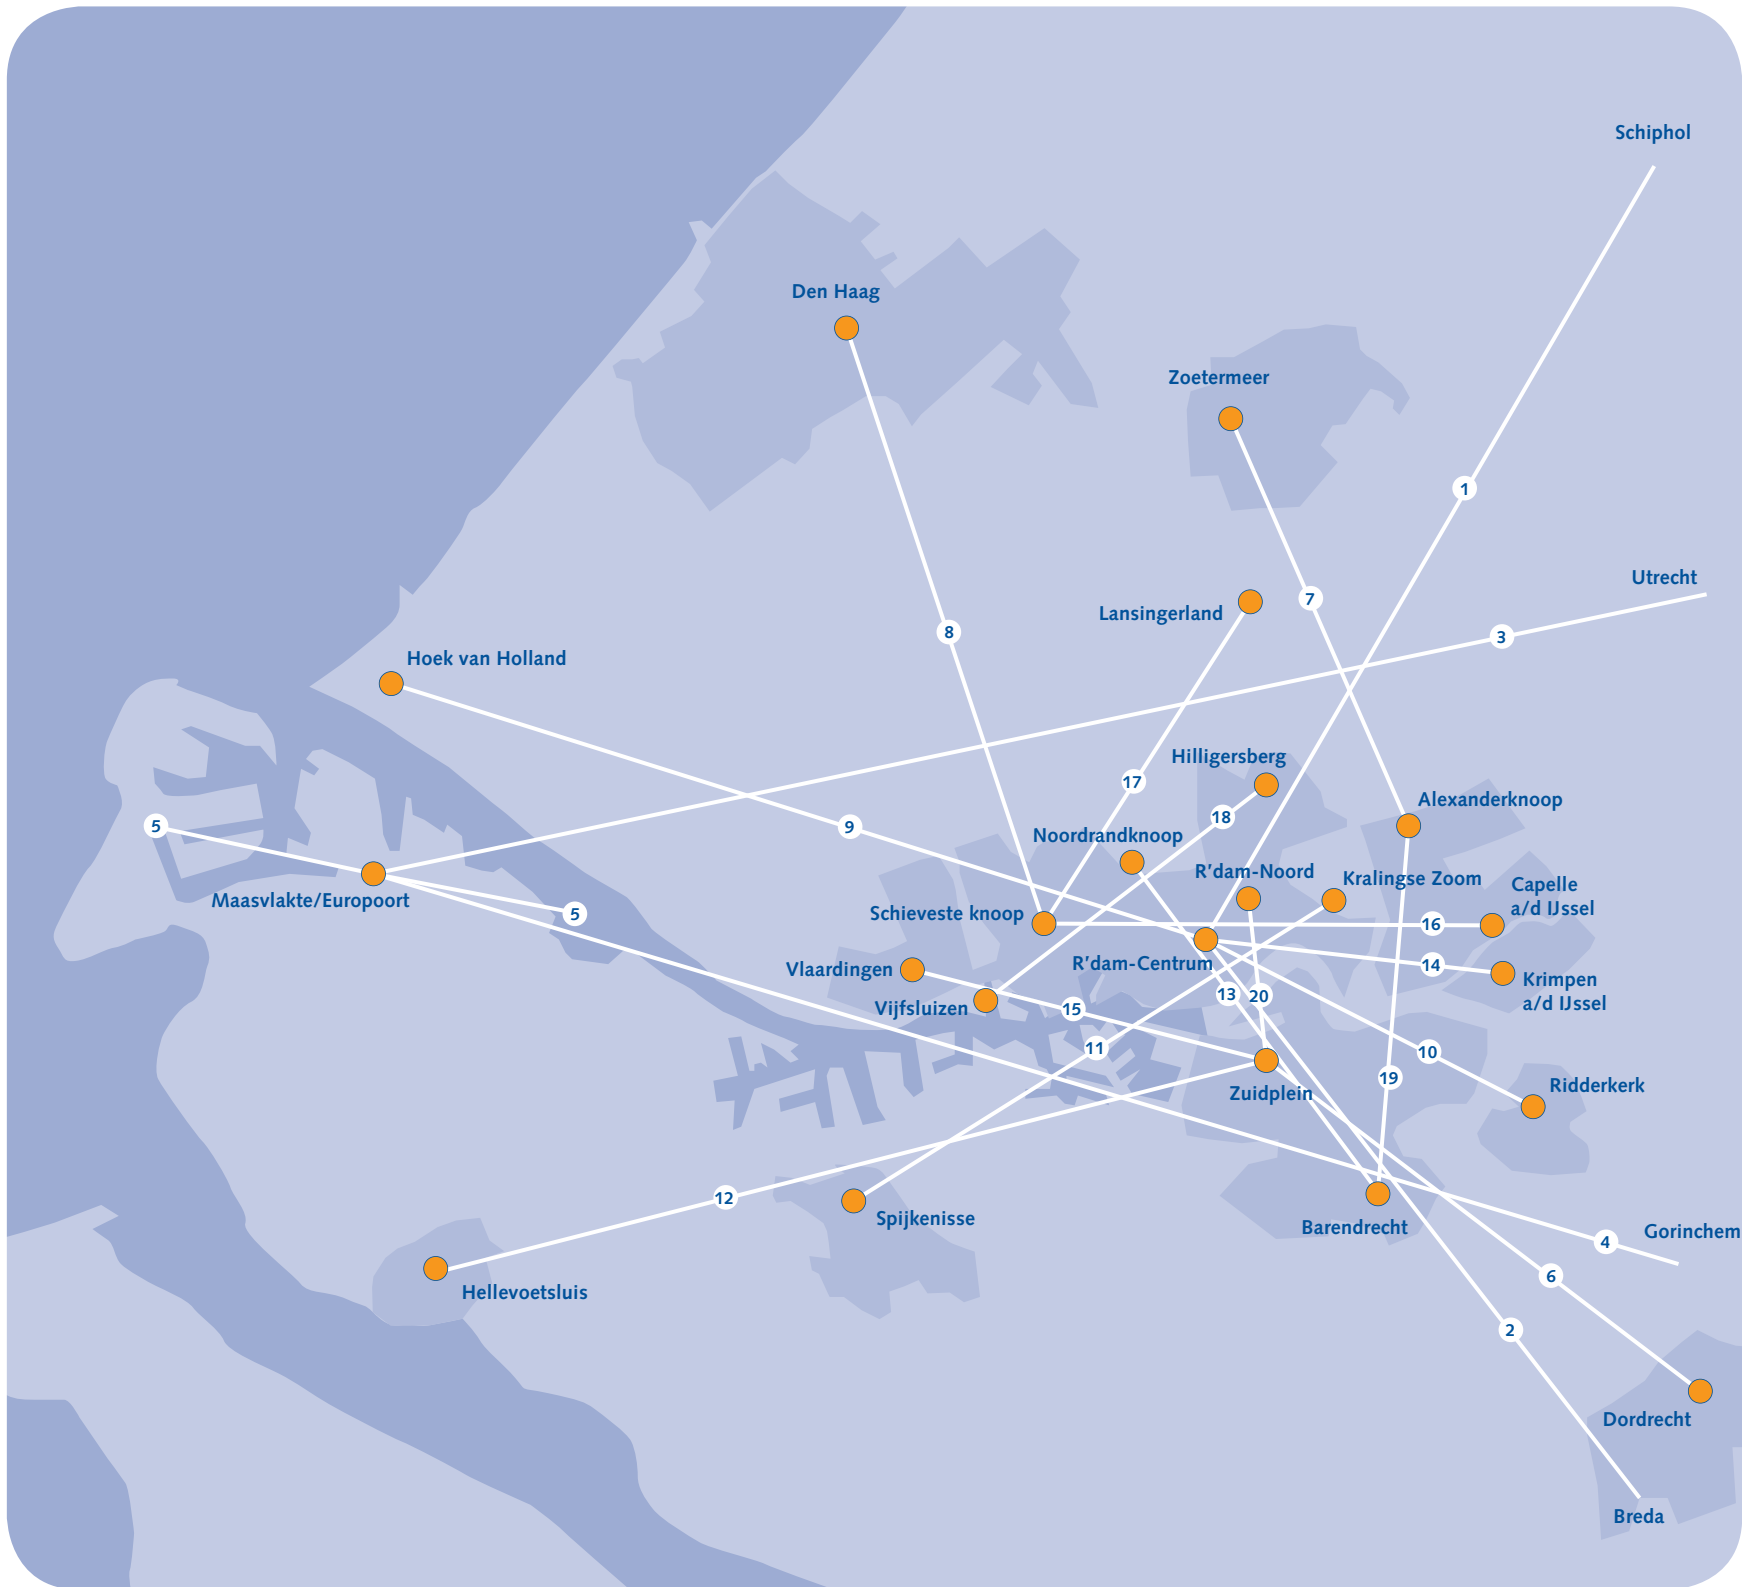 Schiphol
Den Haag
Zoetermeer
1
Utrecht
7
Lansingerland
8
3
Hoek van Holland
Hilligersberg
17
Alexanderknoop
18
5
9
Noordrandknoop
R'dam-Noord
Kralingse Zoom
Capelle
a/d IJssel
Maasvlakte/Europoort
5
Schieveste knoop
16
Vlaardingen
R'dam-Centrum
14
Krimpen
a/d IJssel
Vijfsluizen
15
13
20
11
10
19
Zuidplein
Ridderkerk
12
Spijkenisse
Barendrecht
4
Gorinchem
6
Hellevoetsluis
2
Dordrecht
Breda